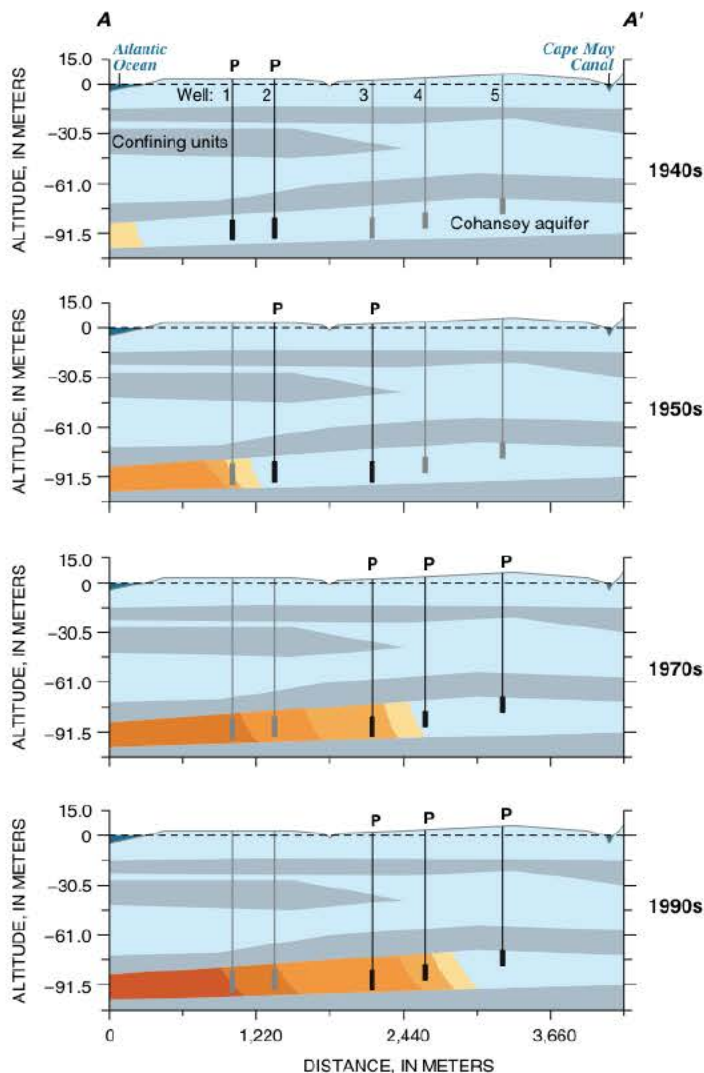 A A'
Atlantic
Ocean
Cape May
Canal
P P
15.0
0
Well: 1 2 3 4 5
-30.5
Confining units
-61.0
Cohansey aquifer
-91.5
ALTITUDE, IN METERS
1940s
P P
15.0
0
-30.5
-61.0
-91.5
ALTITUDE, IN METERS
1950s
P P P
15.0
0
-30.5
-61.0
-91.5
ALTITUDE, IN METERS
1970s
P P P
15.0
0
-30.5
-61.0
-91.5
ALTITUDE, IN METERS
1990s
0 1,220 2,440 3,660
DISTANCE, IN METERS